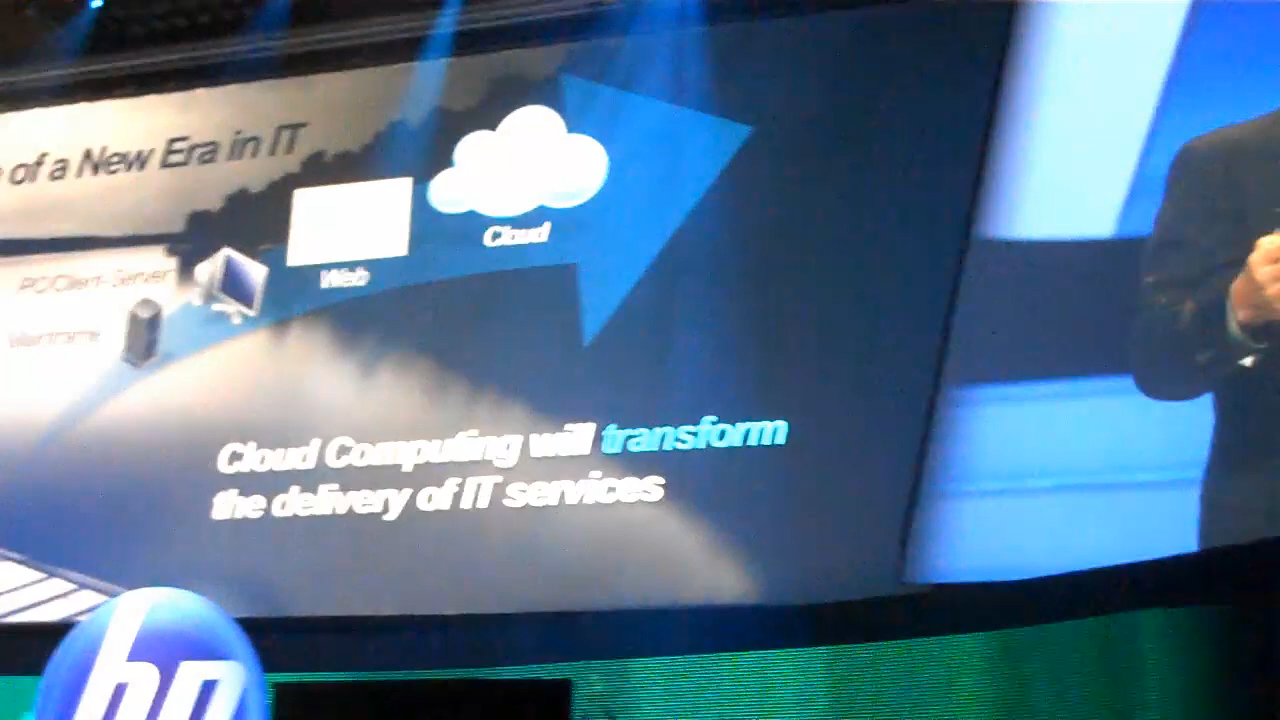 of a New Era in IT
Cloud
Web
PC/Client-Server
Mainframe
Cloud Computing will transform
the delivery of IT services
hp